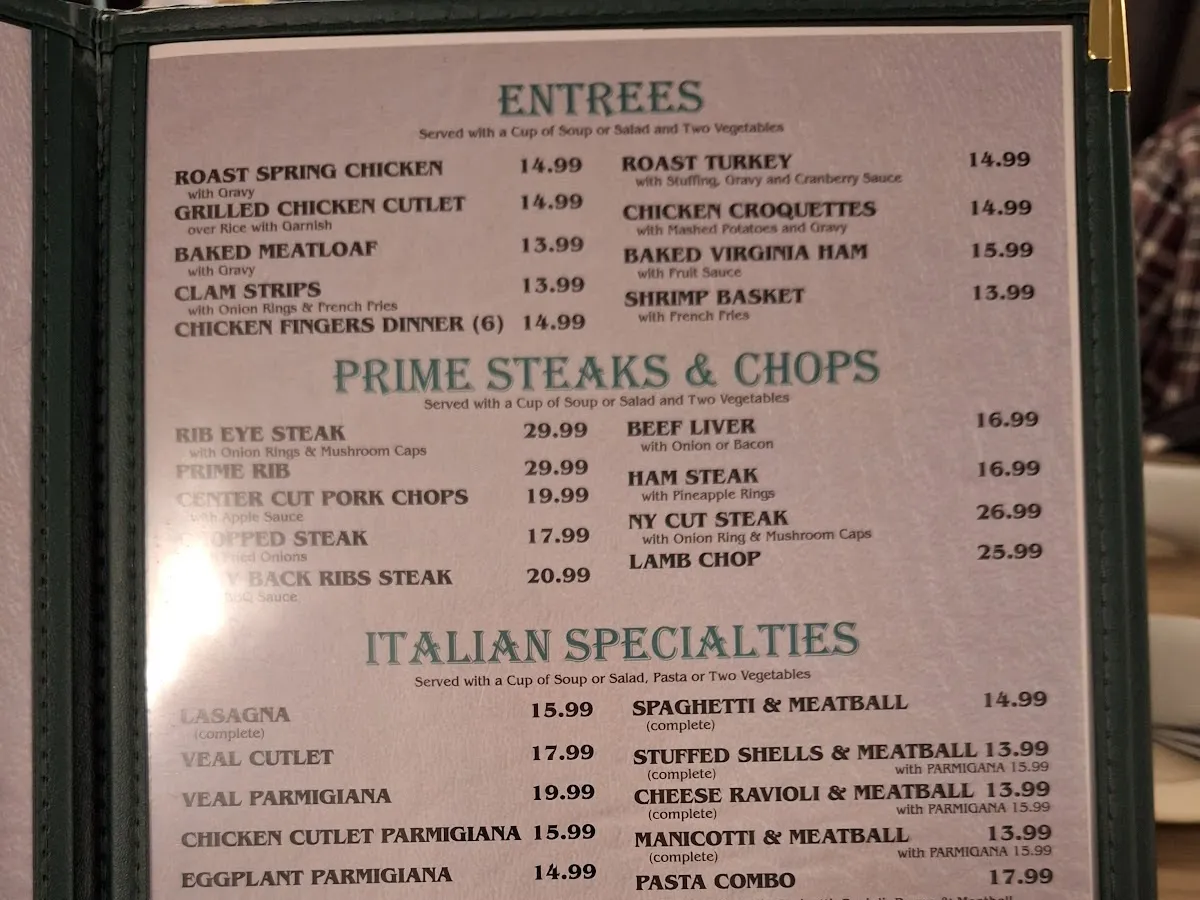 ENTREES
Served with a Cup of Soup or Salad and Two Vegetables
ROAST SPRING CHICKEN 14.99
with Gravy
GRILLED CHICKEN CUTLET 14.99
over Rice with Garnish
BAKED MEATLOAF 13.99
with Gravy
CLAM STRIPS 13.99
with Onion Rings & French Fries
CHICKEN FINGERS DINNER (6) 14.99
ROAST TURKEY 14.99
with Stuffing, Gravy and Cranberry Sauce
CHICKEN CROQUETTES 14.99
with Mashed Potatoes and Gravy
BAKED VIRGINIA HAM 15.99
with Fruit Sauce
SHRIMP BASKET 13.99
with French Fries
PRIME STEAKS & CHOPS
Served with a Cup of Soup or Salad and Two Vegetables
RIB EYE STEAK 29.99
with Onion Rings & Mushroom Caps
PRIME RIB 29.99
CENTER CUT PORK CHOPS 19.99
with Apple Sauce
CHOPPED STEAK 17.99
Fried Onions
BACK RIBS STEAK 20.99
Sauce
BEEF LIVER 16.99
with Onion or Bacon
HAM STEAK 16.99
with Pineapple Rings
NY CUT STEAK 26.99
with Onion Ring & Mushroom Caps
LAMB CHOP 25.99
ITALIAN SPECIALTIES
Served with a Cup of Soup or Salad, Pasta or Two Vegetables
LASAGNA 15.99
(complete)
VEAL CUTLET 17.99
VEAL PARMIGIANA 19.99
CHICKEN CUTLET PARMIGIANA 15.99
EGGPLANT PARMIGIANA 14.99
SPAGHETTI & MEATBALL 14.99
(complete)
STUFFED SHELLS & MEATBALL 13.99
(complete) with PARMIGANA 15.99
CHEESE RAVIOLI & MEATBALL 13.99
(complete) with PARMIGANA 15.99
MANICOTTI & MEATBALL 13.99
(complete) with PARMIGANA 15.99
PASTA COMBO 17.99